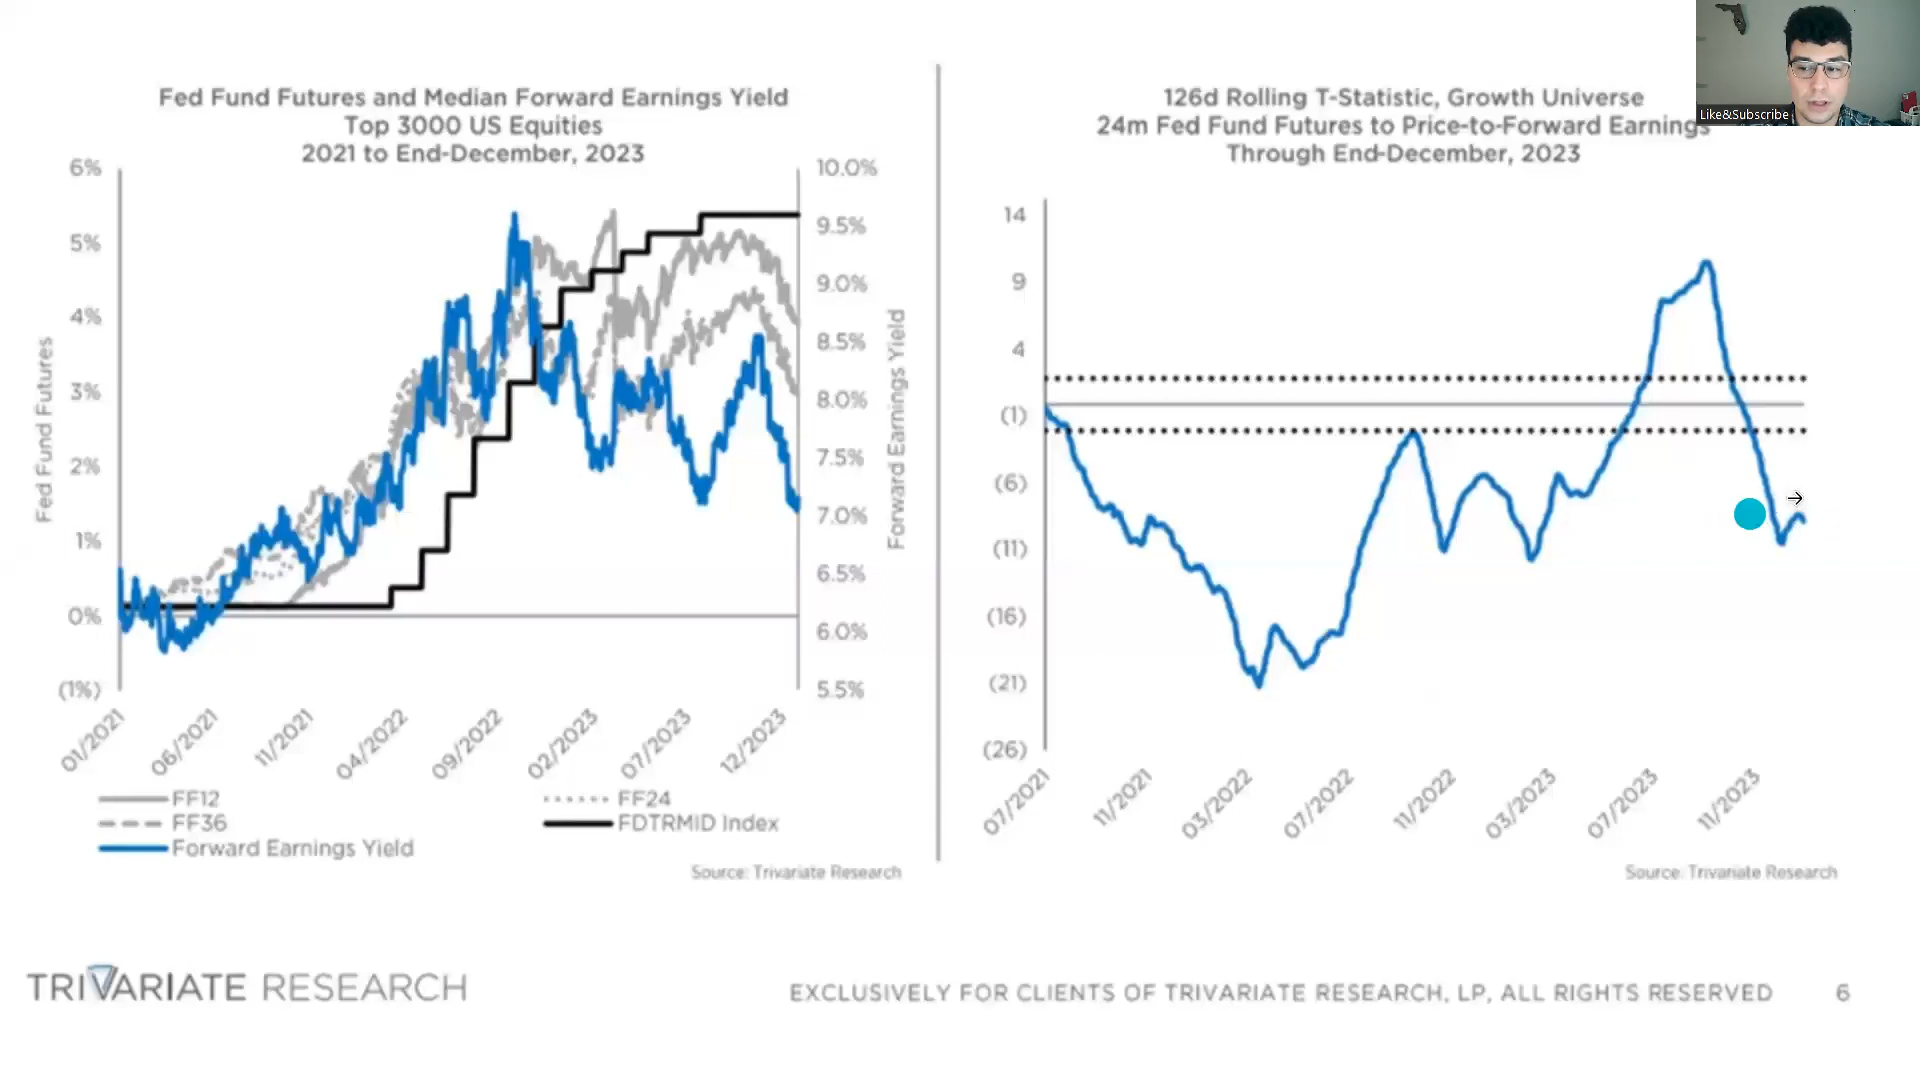 Like&Subscribe
Fed Fund Futures and Median Forward Earnings Yield
Top 3000 US Equities
2021 to End-December, 2023
6%
5%
4%
3%
2%
1%
0%
(1%)
Fed Fund Futures
10.0%
9.5%
9.0%
8.5%
8.0%
7.5%
7.0%
6.5%
6.0%
5.5%
Forward Earnings Yield
01/2021
06/2021
11/2021
04/2022
09/2022
02/2023
07/2023
12/2023
FF12
FF24
FF36
FDTRMID Index
Forward Earnings Yield
Source: Trivariate Research
126d Rolling T-Statistic, Growth Universe
24m Fed Fund Futures to Price-to-Forward Earnings
Through End-December, 2023
14
9
4
(1)
(6)
(11)
(16)
(21)
(26)
07/2021
11/2021
03/2022
07/2022
11/2022
03/2023
07/2023
11/2023
Source: Trivariate Research
TRIVARIATE RESEARCH
EXCLUSIVELY FOR CLIENTS OF TRIVARIATE RESEARCH, LP, ALL RIGHTS RESERVED
6